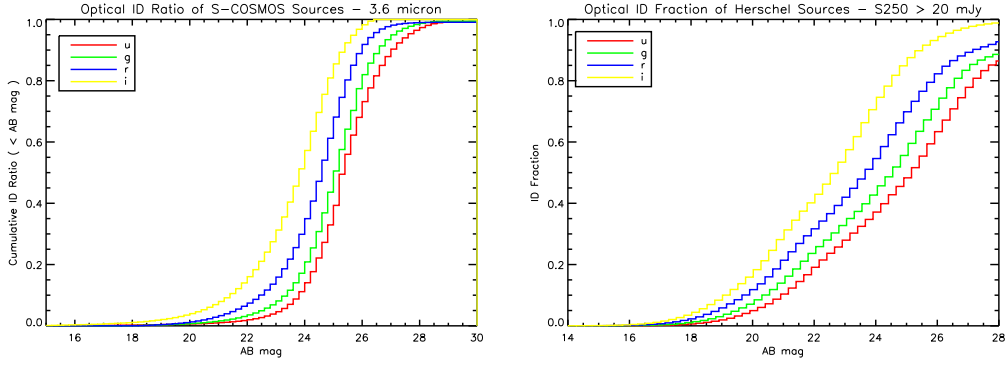 Optical ID Ratio of S-COSMOS Sources - 3.6 micron
Cumulative ID Ratio ( < AB mag)
1.0
0.8
0.6
0.4
0.2
0.0
u
g
r
i
16 18 20 22 24 26 28 30
AB mag
Optical ID Fraction of Herschel Sources - S250 > 20 mJy
ID Fraction
1.0
0.8
0.6
0.4
0.2
0.0
u
g
r
i
14 16 18 20 22 24 26 28
AB mag